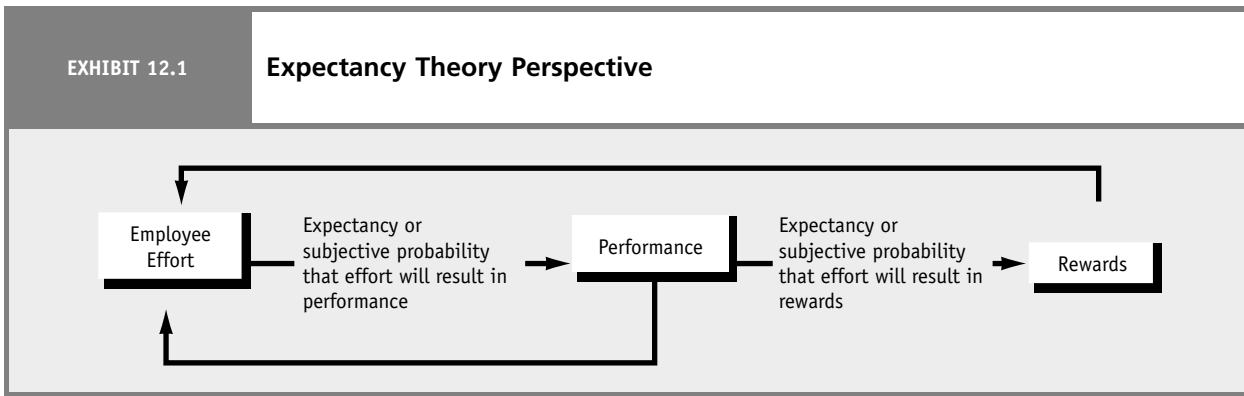 EXHIBIT 12.1
Expectancy Theory Perspective
Employee
Effort
Expectancy or
subjective probability
that effort will result in
performance
Performance
Expectancy or
subjective probability
that effort will result in
rewards
Rewards